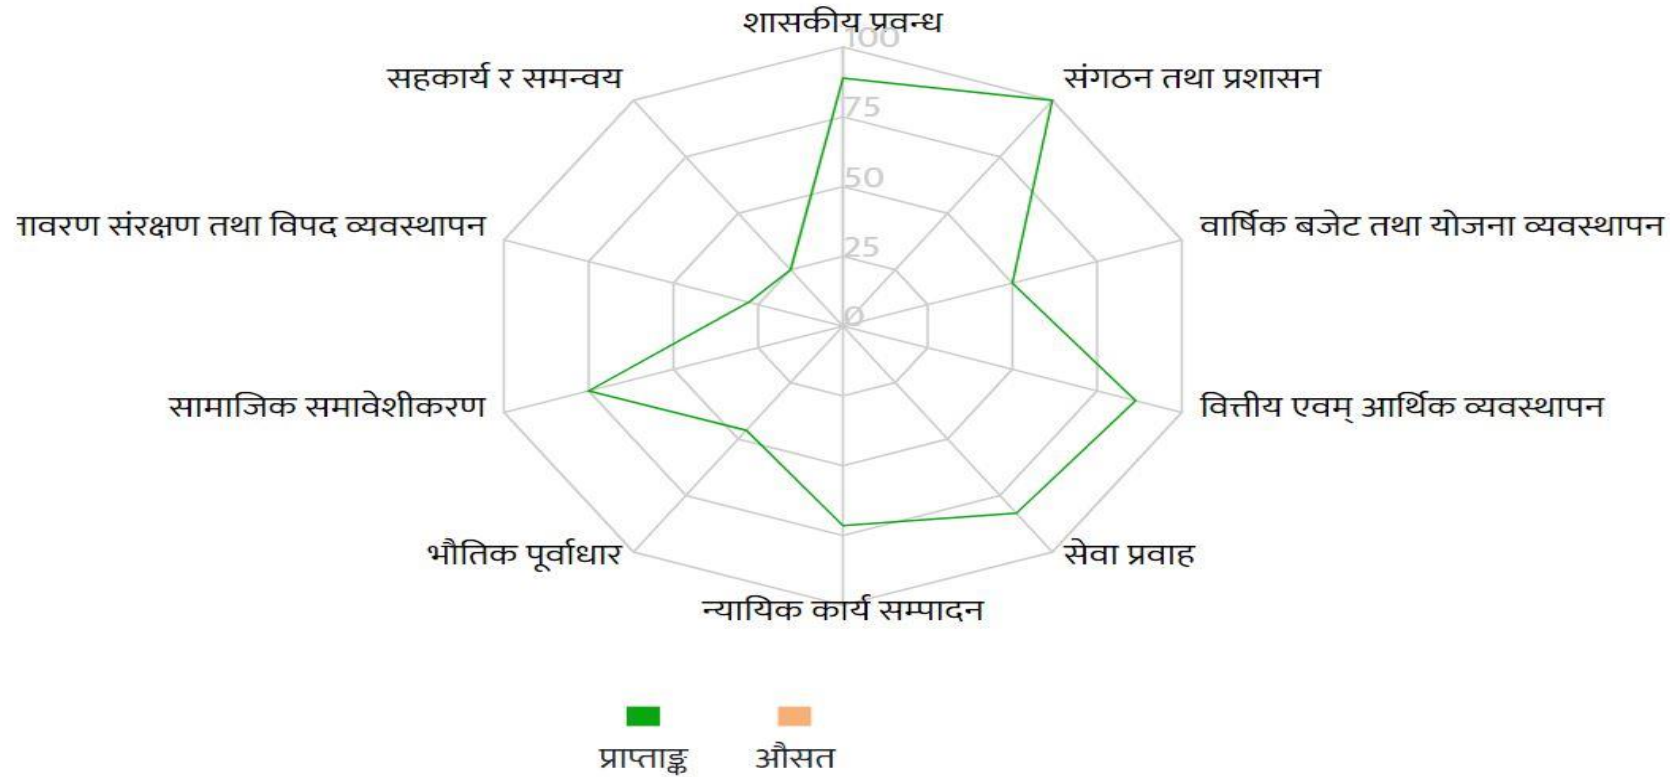 शासकीय प्रवन्ध
100
सहकार्य र समन्वय
संगठन तथा प्रशासन
75
50
संरक्षण तथा विपद व्यवस्थापन
वार्षिक बजेट तथा योजना व्यवस्थापन
25
0
सामाजिक समावेशीकरण
वित्तीय एवम् आर्थिक व्यवस्थापन
भौतिक पूर्वाधार
सेवा प्रवाह
न्यायिक कार्य सम्पादन
प्राप्ताङ्क
औसत